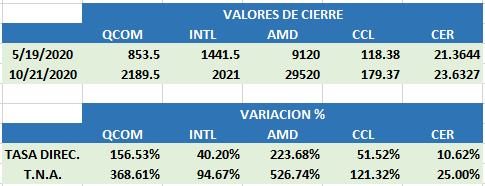 VALORES DE CIERRE
QCOM INTL AMD CCL CER
5/19/2020 853.5 1441.5 9120 118.38 21.3644
10/21/2020 2189.5 2021 29520 179.37 23.6327
VARIACION %
QCOM INTL AMD CCL CER
TASA DIREC. 156.53% 40.20% 223.68% 51.52% 10.62%
T.N.A. 368.61% 94.67% 526.74% 121.32% 25.00%